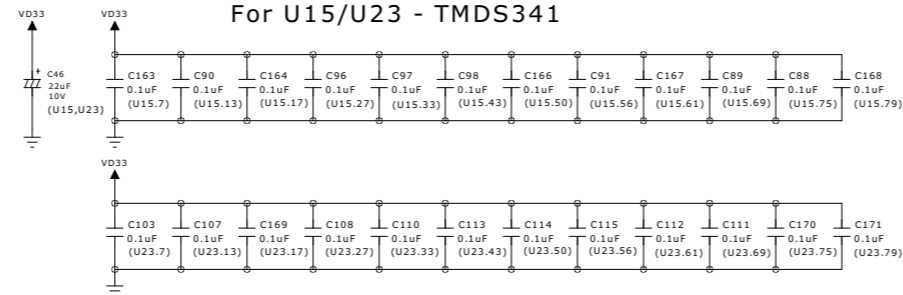 For U15/U23 - TMDS341
VD33 VD33
C46
22uF
10V
(U15,U23)
+
C163 C90 C164 C96 C97 C98 C166 C91 C167 C89 C88 C168
0.1uF 0.1uF 0.1uF 0.1uF 0.1uF 0.1uF 0.1uF 0.1uF 0.1uF 0.1uF 0.1uF 0.1uF
(U15.7) (U15.13) (U15.17) (U15.27) (U15.33) (U15.43) (U15.50) (U15.56) (U15.61) (U15.69) (U15.75) (U15.79)
VD33
C103 C107 C169 C108 C110 C113 C114 C115 C112 C111 C170 C171
0.1uF 0.1uF 0.1uF 0.1uF 0.1uF 0.1uF 0.1uF 0.1uF 0.1uF 0.1uF 0.1uF 0.1uF
(U23.7) (U23.13) (U23.17) (U23.27) (U23.33) (U23.43) (U23.50) (U23.56) (U23.61) (U23.69) (U23.75) (U23.79)